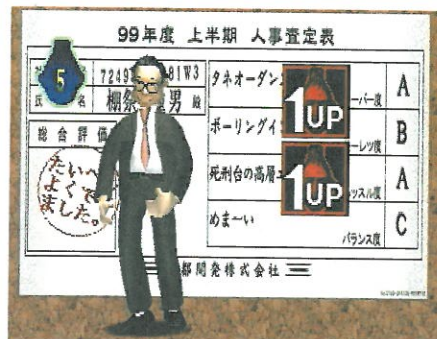 99年度 上半期 人事査定表
5
7249
81W3
氏 名
殿
総合評価
たいへん
よくで
ました。
タネオーダン
1UP
ーバー度
A
ボーリングイ
ーレツ度
B
死刑台の高層
1UP
ッスル度
A
めま〜い
バランス度
C
都開発株式会社